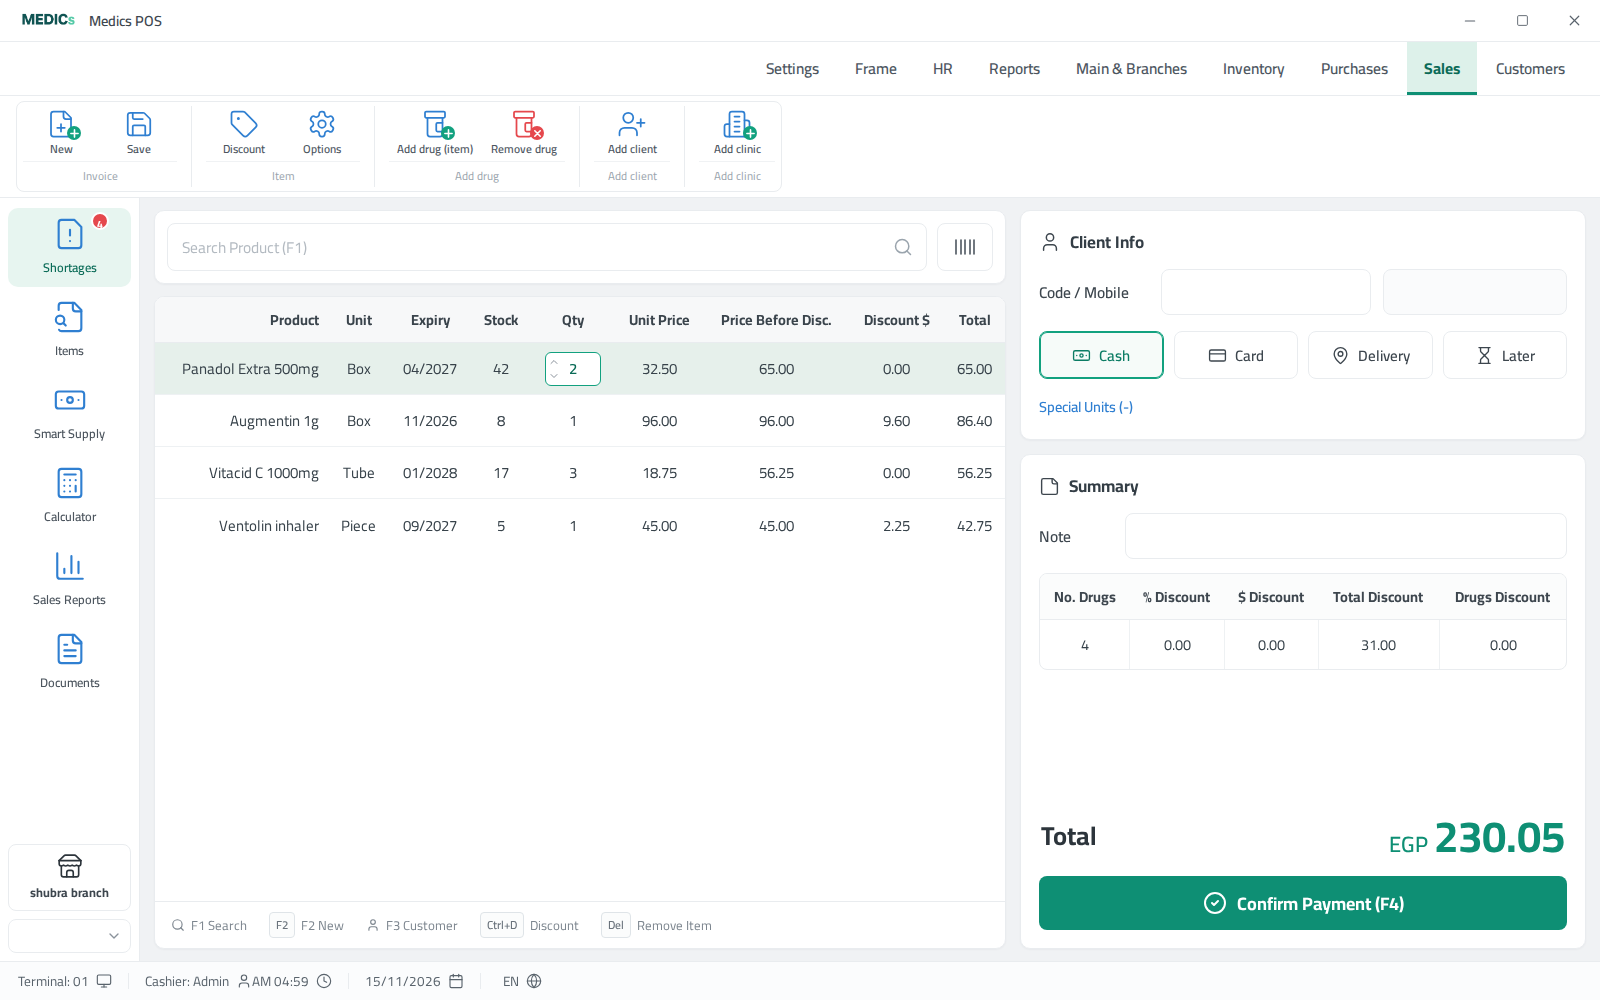 MEDICs Medics POS
Settings Frame HR Reports Main & Branches Inventory Purchases Sales Customers
New Save Discount Options Add drug (item) Remove drug Add client Add clinic
Invoice Item Add drug Add client Add clinic
4
Shortages
Items
Smart Supply
Calculator
Sales Reports
Documents
shubra branch
Search Product (F1)
Product Unit Expiry Stock Qty Unit Price Price Before Disc. Discount $ Total
Panadol Extra 500mg Box 04/2027 42 2 32.50 65.00 0.00 65.00
Augmentin 1g Box 11/2026 8 1 96.00 96.00 9.60 86.40
Vitacid C 1000mg Tube 01/2028 17 3 18.75 56.25 0.00 56.25
Ventolin inhaler Piece 09/2027 5 1 45.00 45.00 2.25 42.75
F1 Search F2 F2 New F3 Customer Ctrl+D Discount Del Remove Item
Client Info
Code / Mobile
Cash Card Delivery Later
Special Units (-)
Summary
Note
No. Drugs % Discount $ Discount Total Discount Drugs Discount
4 0.00 0.00 31.00 0.00
Total EGP 230.05
Confirm Payment (F4)
Terminal: 01 Cashier: Admin AM 04:59 15/11/2026 EN